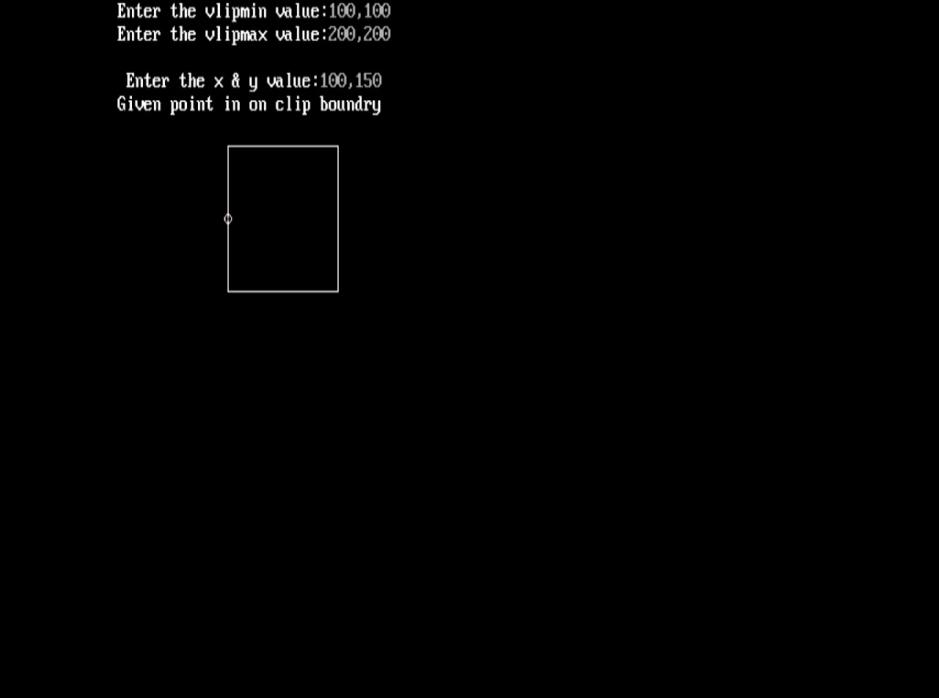 Enter the vlipmin value:100,100
Enter the vlipmax value:200,200
Enter the x & y value:100,150
Given point in on clip boundry